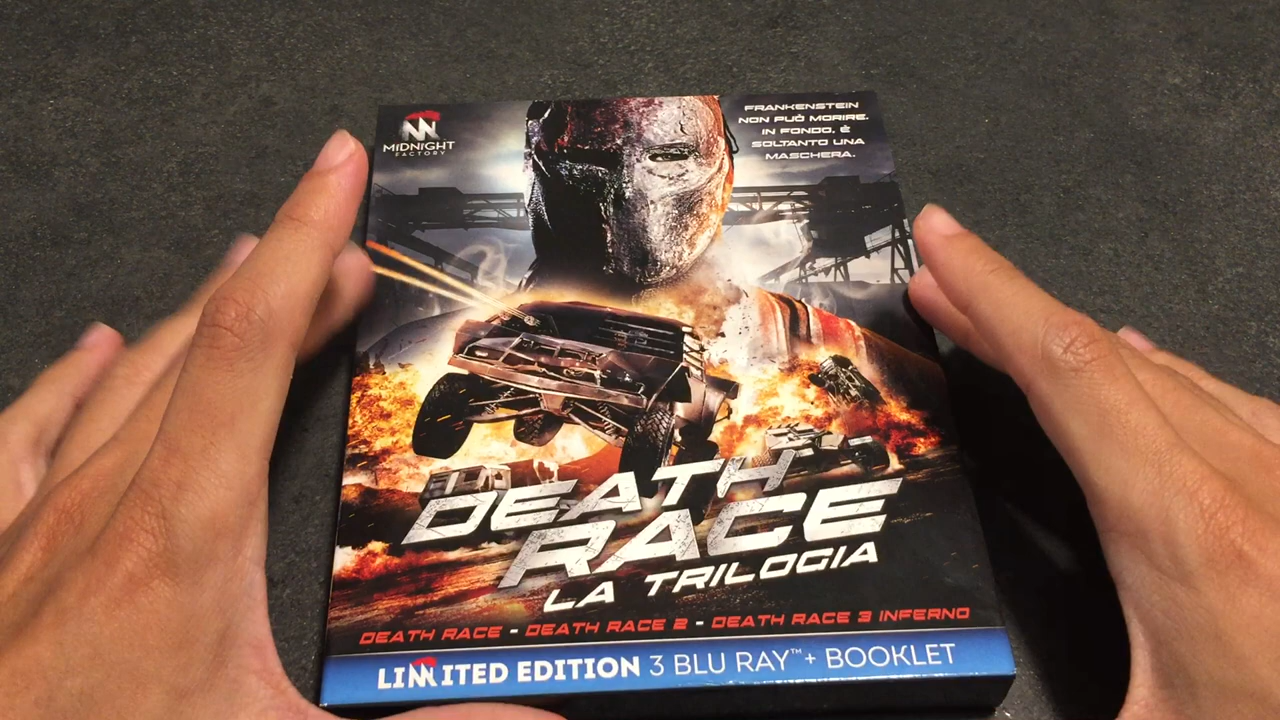 MIDNIGHT
FACTORY
FRANKENSTEIN
NON PUÒ MORIRE.
IN FONDO, È
SOLTANTO UNA
MASCHERA.
DEATH
RACE
LA TRILOGIA
DEATH RACE - DEATH RACE 2 - DEATH RACE 3 INFERNO
LIMITED EDITION 3 BLU RAY™ + BOOKLET